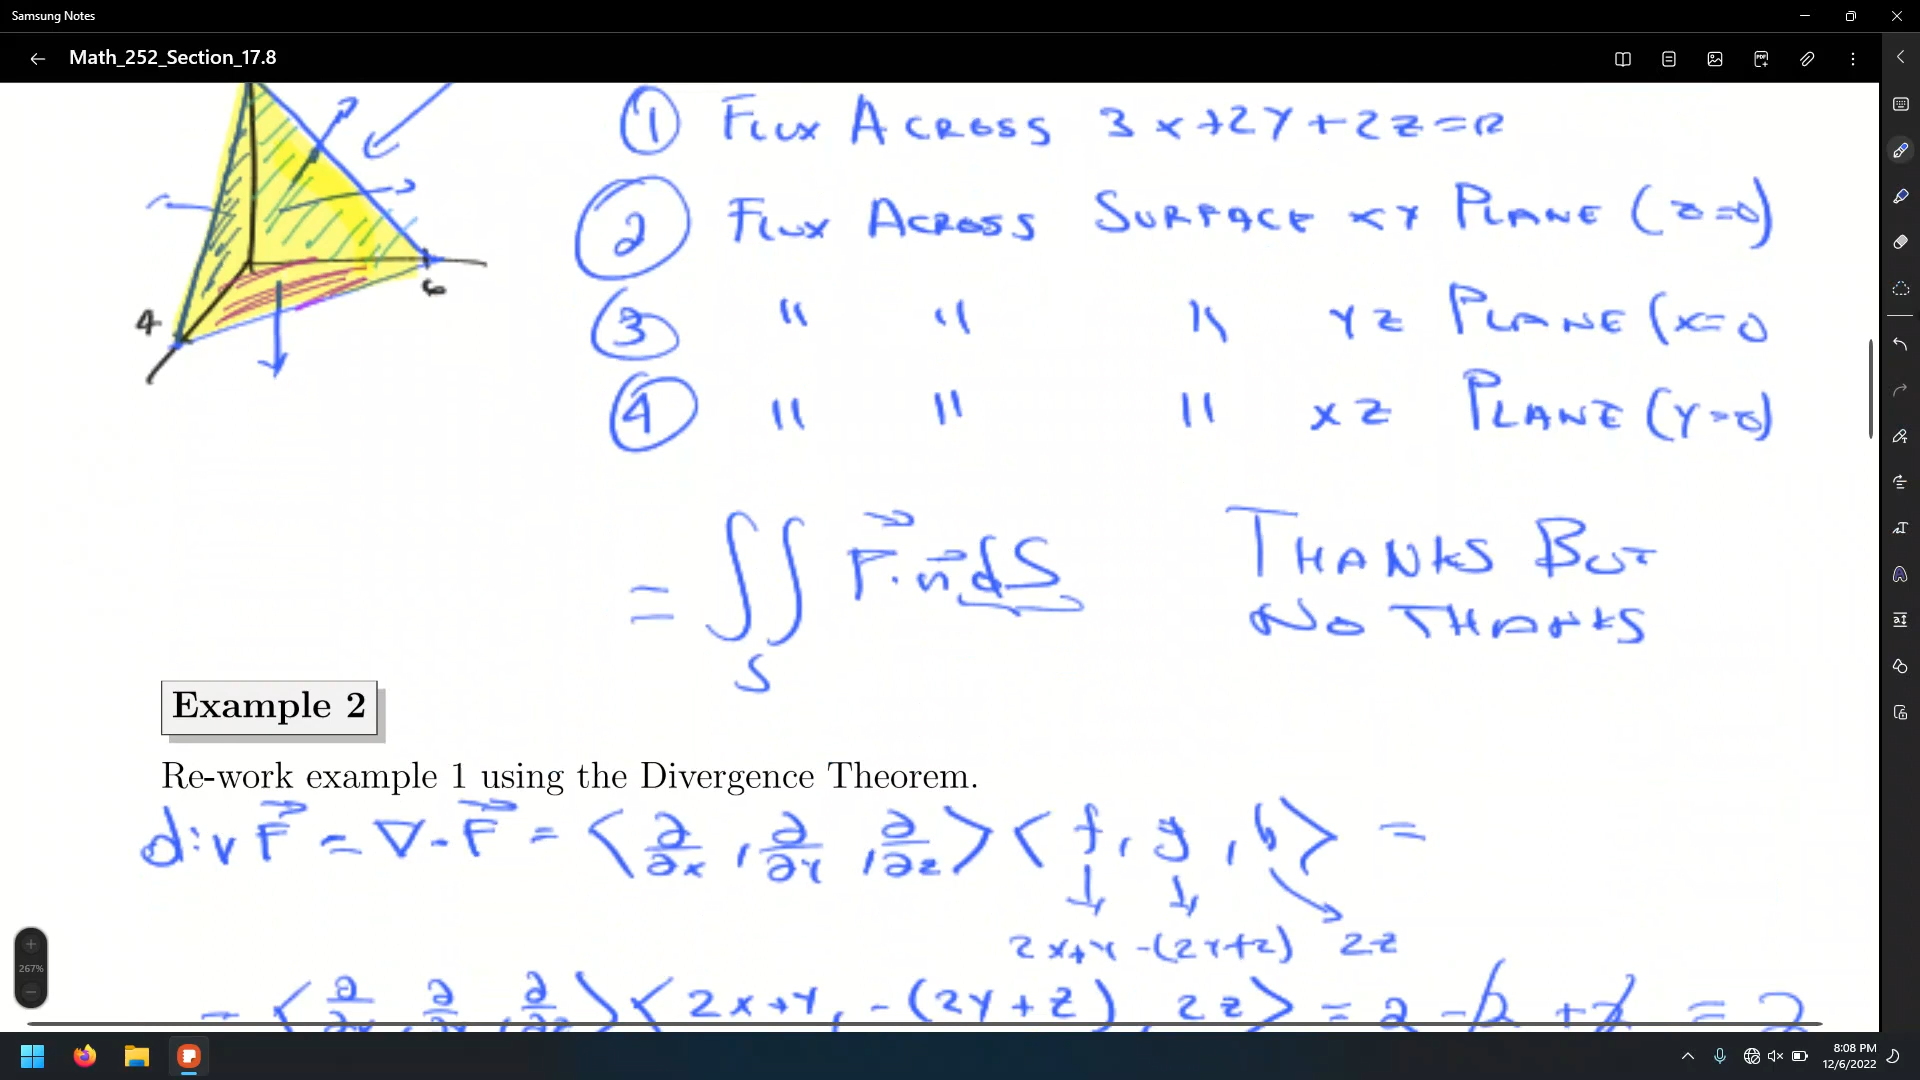 Samsung Notes
Math_252_Section_17.8
① FLUX ACROSS 3x+2Y+2Z=12
② FLUX ACROSS SURFACE XY PLANE (Z=0)
③ " " " YZ PLANE (X=0
④ " " " XZ PLANE (Y=0)
4
6
= ∬ F⃗·n⃗ dS THANKS BUT
S NO THANKS
Example 2
Re-work example 1 using the Divergence Theorem.
div F⃗ = ∇·F⃗ = ⟨∂/∂x, ∂/∂Y, ∂/∂z⟩ ⟨f, g, h⟩ =
2x+Y -(2Y+z) 2z
= ⟨∂/∂x, ∂/∂Y, ∂/∂z⟩ ⟨2x+Y, -(2Y+z), 2z⟩ = 2-2+2 = 2
267%
8:08 PM
12/6/2022